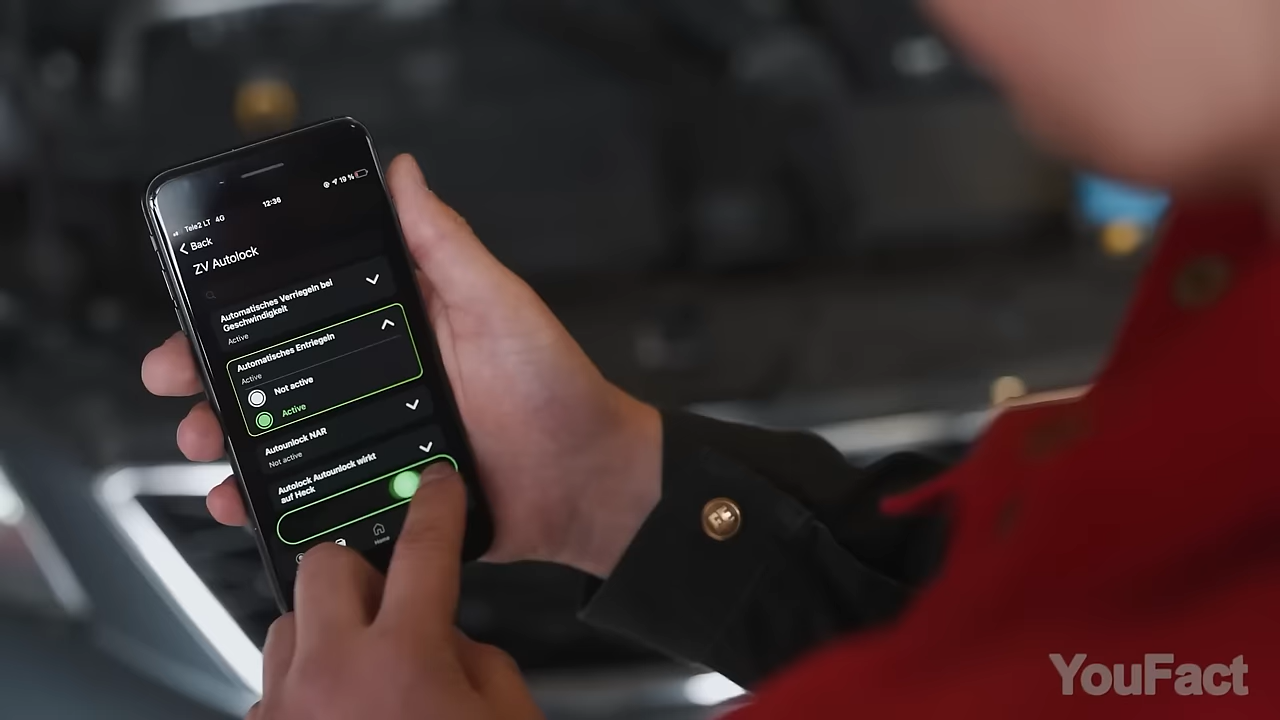 19 %
12:36
Tele2 LT 4G
Back
ZV Autolock
Automatisches Verriegeln bei
Geschwindigkeit
Active
Automatisches Entriegeln
Active
Not active
Active
Autounlock NAR
Not active
Autolock Autounlock wirkt
auf Heck
Home
YouFact